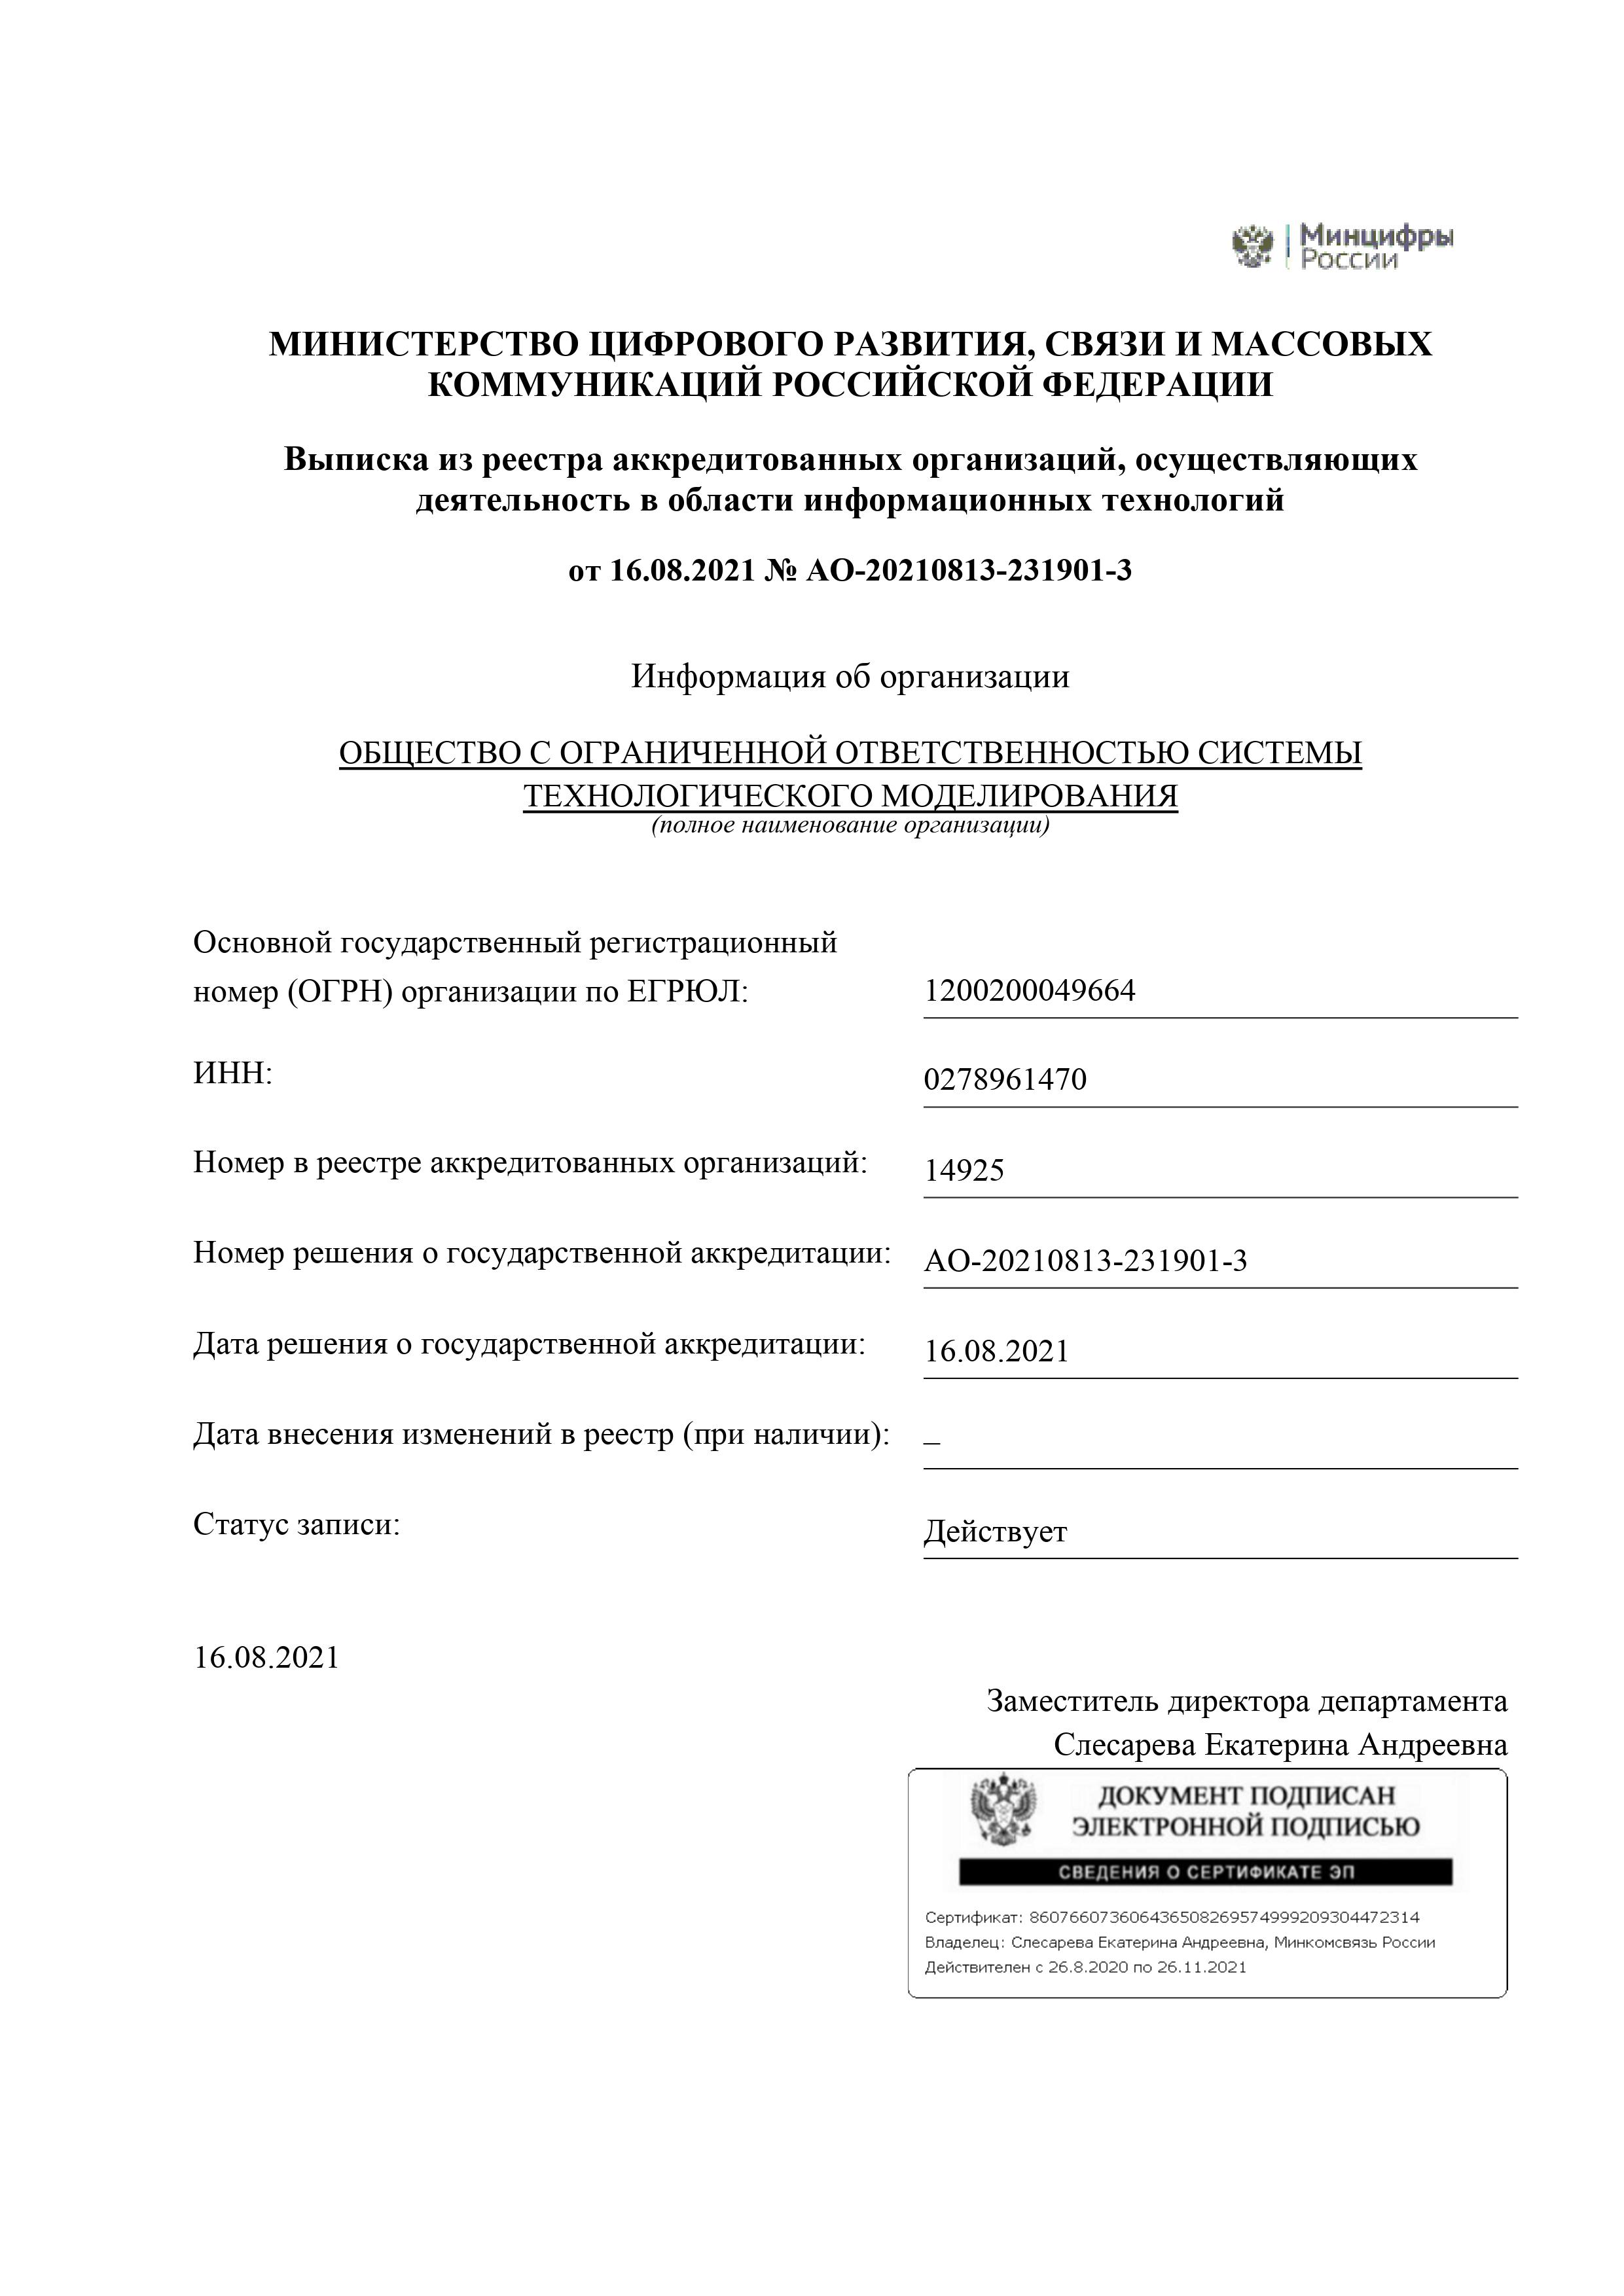 Минцифры
России
МИНИСТЕРСТВО ЦИФРОВОГО РАЗВИТИЯ, СВЯЗИ И МАССОВЫХ
КОММУНИКАЦИЙ РОССИЙСКОЙ ФЕДЕРАЦИИ
Выписка из реестра аккредитованных организаций, осуществляющих
деятельность в области информационных технологий
от 16.08.2021 № АО-20210813-231901-3
Информация об организации
ОБЩЕСТВО С ОГРАНИЧЕННОЙ ОТВЕТСТВЕННОСТЬЮ СИСТЕМЫ
ТЕХНОЛОГИЧЕСКОГО МОДЕЛИРОВАНИЯ
(полное наименование организации)
Основной государственный регистрационный
номер (ОГРН) организации по ЕГРЮЛ: 1200200049664
ИНН: 0278961470
Номер в реестре аккредитованных организаций: 14925
Номер решения о государственной аккредитации: АО-20210813-231901-3
Дата решения о государственной аккредитации: 16.08.2021
Дата внесения изменений в реестр (при наличии): –
Статус записи: Действует
16.08.2021
Заместитель директора департамента
Слесарева Екатерина Андреевна
ДОКУМЕНТ ПОДПИСАН
ЭЛЕКТРОННОЙ ПОДПИСЬЮ
СВЕДЕНИЯ О СЕРТИФИКАТЕ ЭП
Сертификат: 860766073606436508269574999209304472314
Владелец: Слесарева Екатерина Андреевна, Минкомсвязь России
Действителен с 26.8.2020 по 26.11.2021